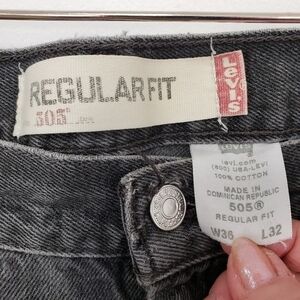 REGULAR FIT
505
LEVI'S
levi.com
(800) USA-LEVI
100% COTTON
MADE IN
DOMINICAN REPUBLIC
505®
REGULAR FIT
W36 L32